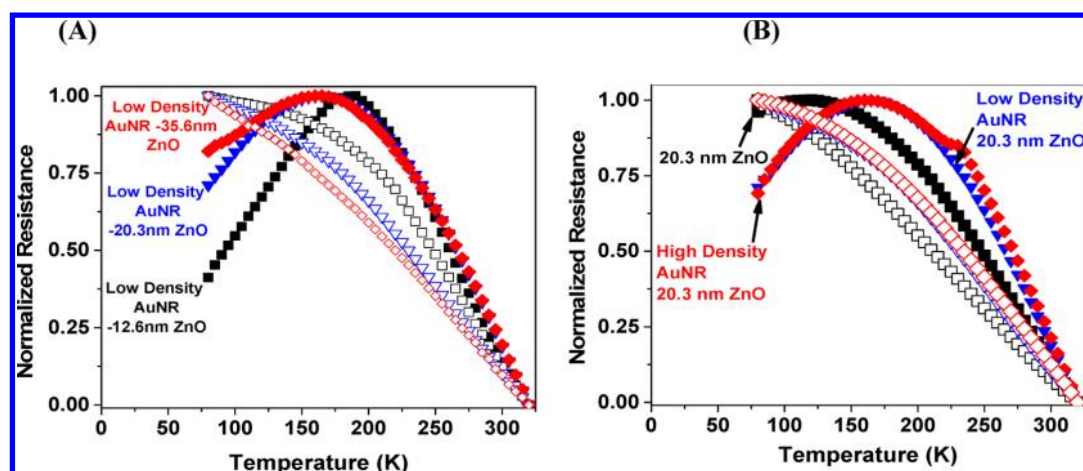 (A)
(B)
Normalized Resistance
1.00
0.75
0.50
0.25
0.00
Low Density
AuNR -35.6nm
ZnO
Low Density
AuNR
-20.3nm ZnO
Low Density
AuNR
-12.6nm ZnO
0 50 100 150 200 250 300
Temperature (K)
Normalized Resistance
1.00
0.75
0.50
0.25
0.00
20.3 nm ZnO
Low Density
AuNR
20.3 nm ZnO
High Density
AuNR
20.3 nm ZnO
0 50 100 150 200 250 300
Temperature (K)